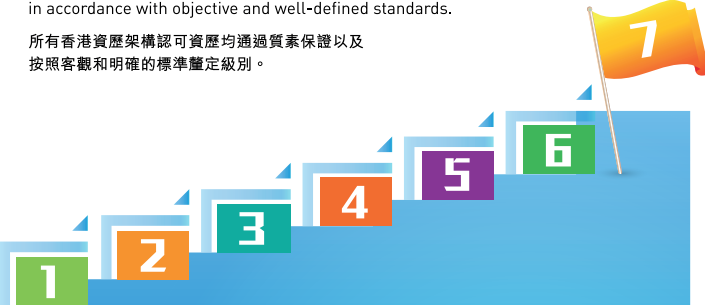 in accordance with objective and well-defined standards.
所有香港資歷架構認可資歷均通過質素保證以及
按照客觀和明確的標準釐定級別。
7
6
5
4
3
2
1